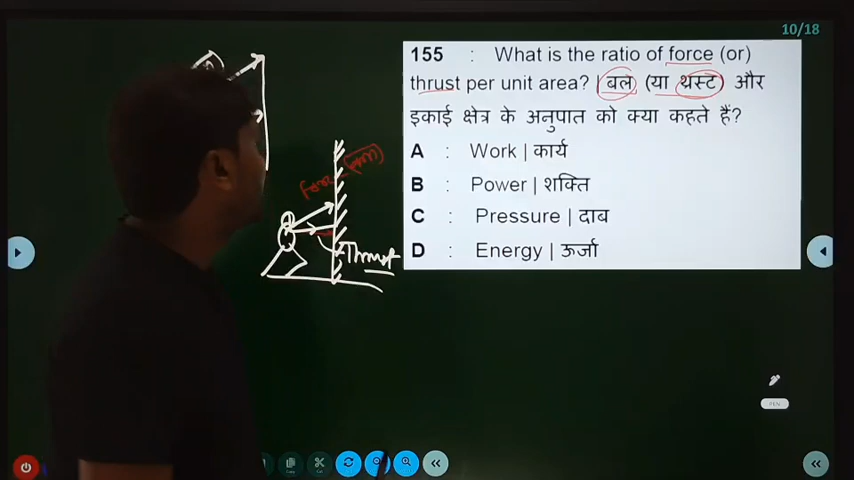 10/18
155 : What is the ratio of force (or)
thrust per unit area? | बल (या थ्रस्ट) और
इकाई क्षेत्र के अनुपात को क्या कहते हैं?
A : Work | कार्य
B : Power | शक्ति
C : Pressure | दाब
D : Energy | ऊर्जा
Force
Thrust
PEN